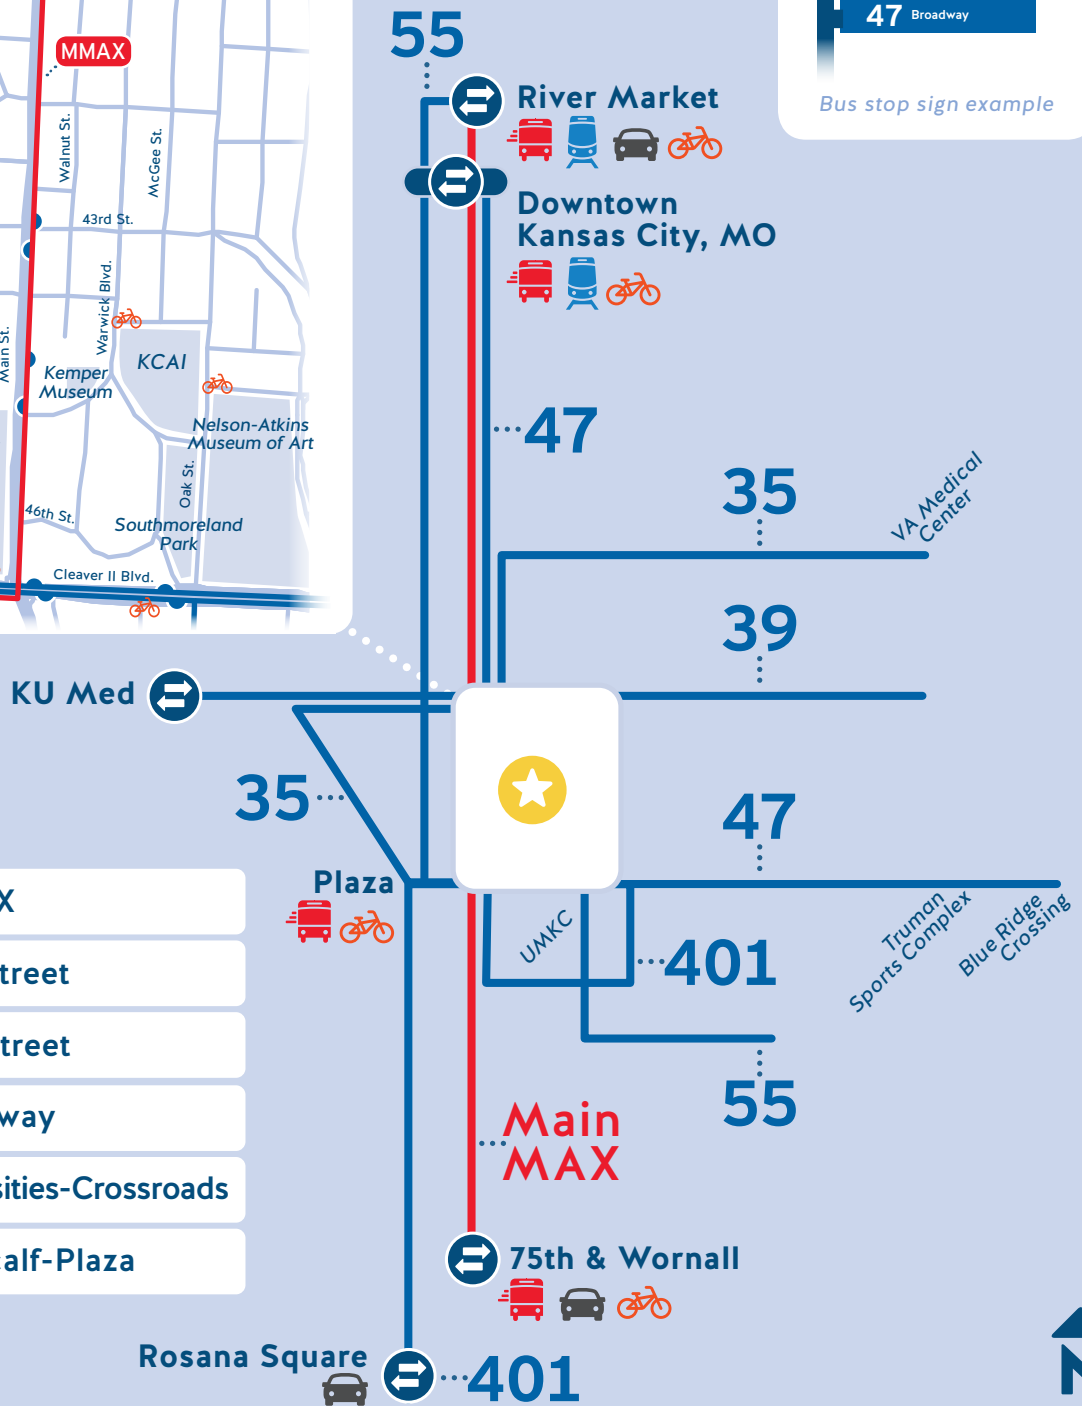 47 Broadway
Bus stop sign example
MMAX
Walnut St.
McGee St.
43rd St.
Warwick Blvd.
Main St.
KCAI
Kemper
Museum
Nelson-Atkins
Museum of Art
Oak St.
46th St.
Southmoreland
Park
Cleaver II Blvd.
55
River Market
Downtown
Kansas City, MO
47
35
VA Medical
Center
39
KU Med
35
47
Plaza
UMKC
401
Truman
Sports Complex
Blue Ridge
Crossing
55
Main
MAX
75th & Wornall
Rosana Square
401
X
treet
treet
way
sities-Crossroads
calf-Plaza
N